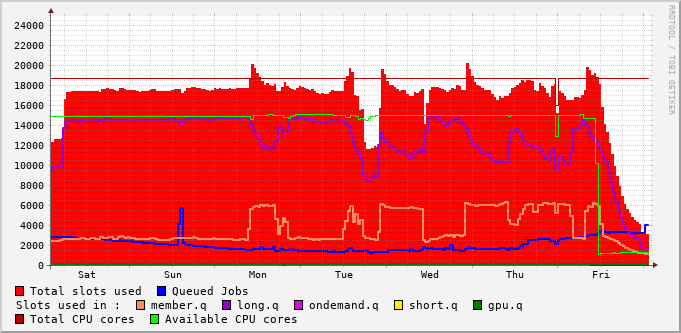 RRDTOOL / TOBI OETIKER
24000
22000
20000
18000
16000
14000
12000
10000
8000
6000
4000
2000
0
Sat Sun Mon Tue Wed Thu Fri
Total slots used Queued Jobs
Slots used in : member.q long.q ondemand.q short.q gpu.q
Total CPU cores Available CPU cores